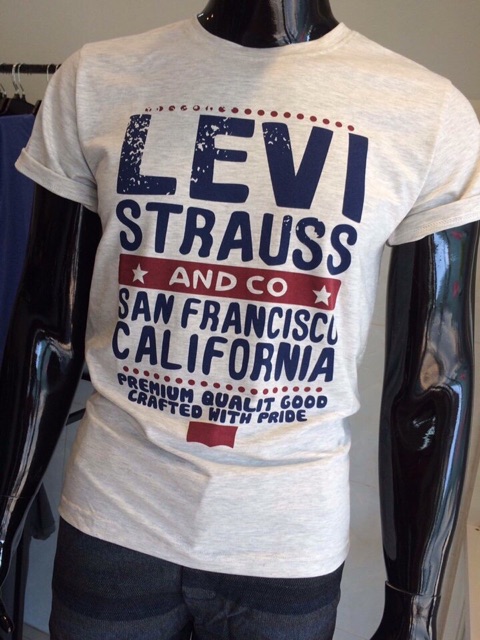 LEVI
STRAUSS
AND CO
SAN FRANCISCO
CALIFORNIA
PREMIUM QUALIT GOOD
CRAFTED WITH PRIDE